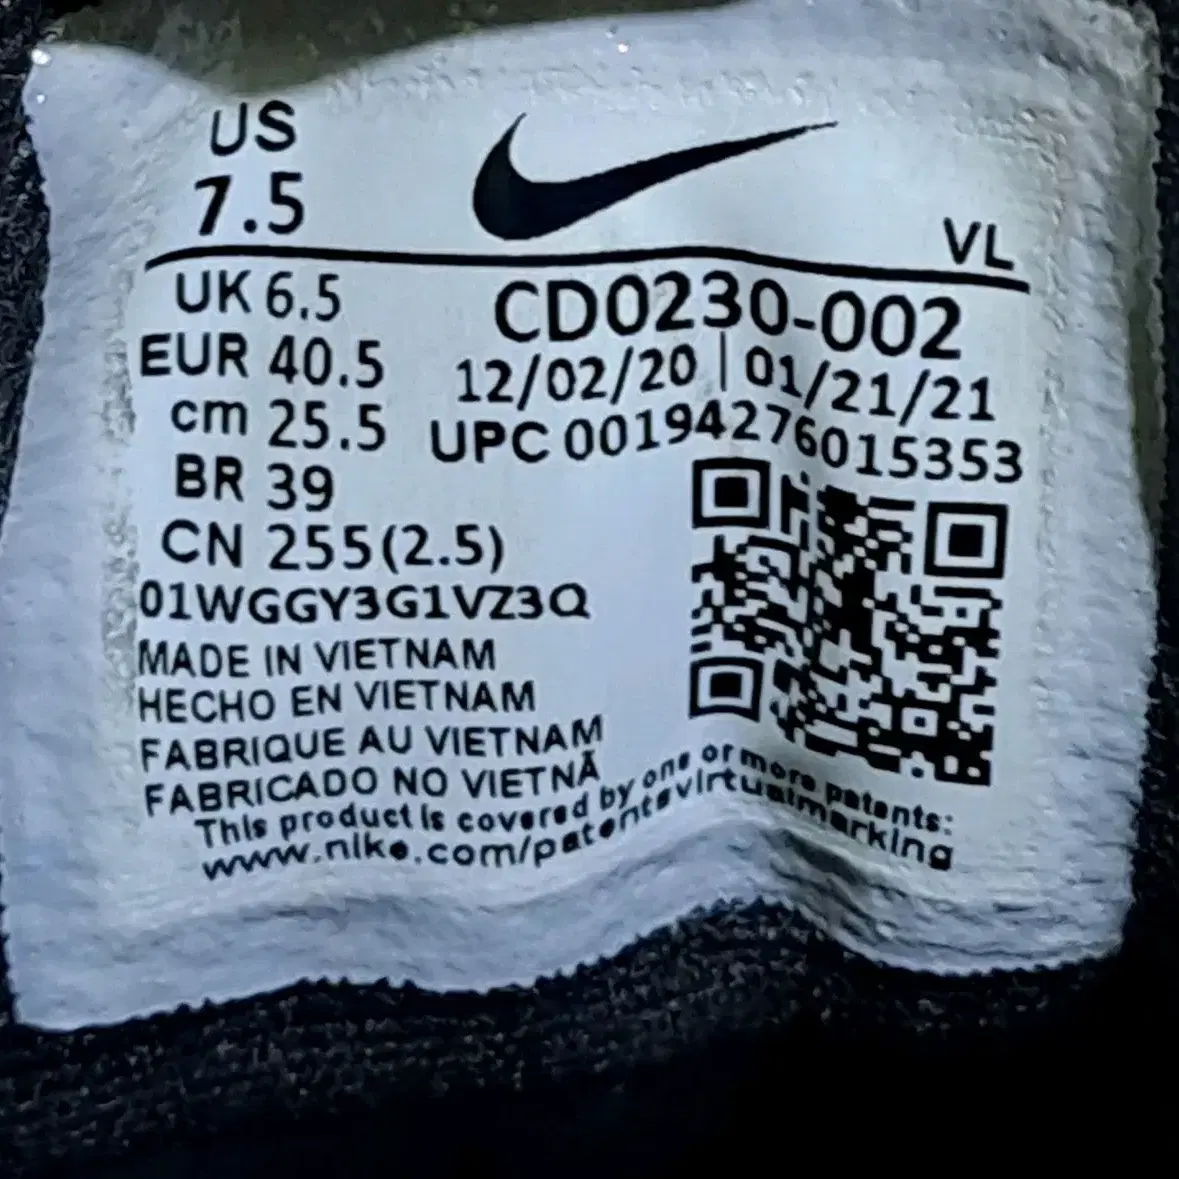 US
7.5
VL
UK 6.5
CD0230-002
EUR 40.5
12/02/20 | 01/21/21
cm 25.5
UPC 00194276015353
BR 39
CN 255(2.5)
01WGGY3G1VZ3Q
MADE IN VIETNAM
HECHO EN VIETNAM
FABRIQUE AU VIETNAM
FABRICADO NO VIETNÃ
This product is covered by one or more patents:
www.nike.com/patentsvirtualmarking